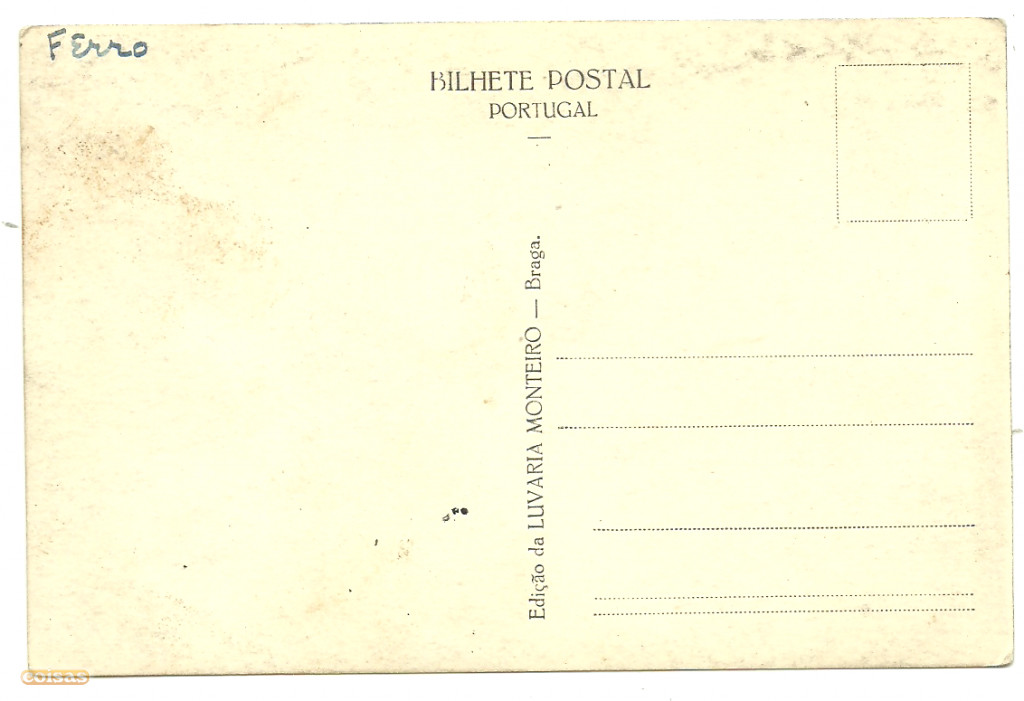 FErro
BILHETE POSTAL
PORTUGAL
Edição da LUVARIA MONTEIRO — Braga.
coisas